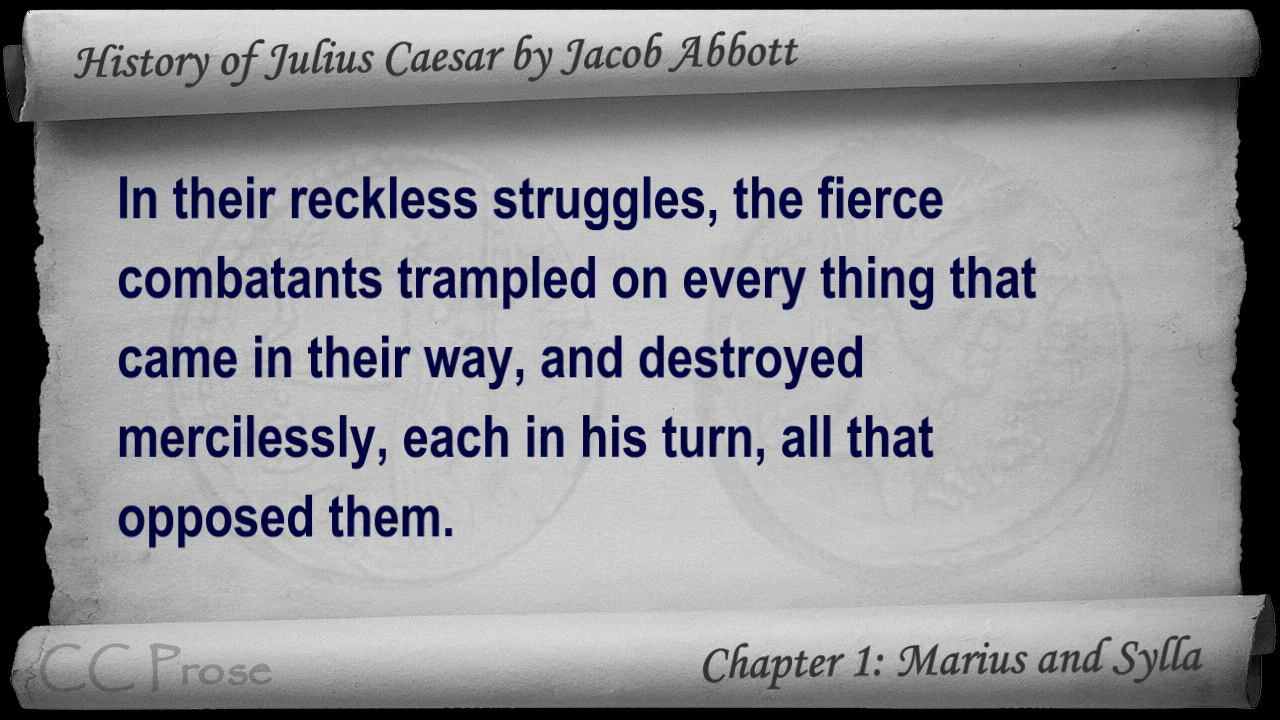 History of Julius Caesar by Jacob Abbott
In their reckless struggles, the fierce
combatants trampled on every thing that
came in their way, and destroyed
mercilessly, each in his turn, all that
opposed them.
CC Prose
Chapter 1: Marius and Sylla